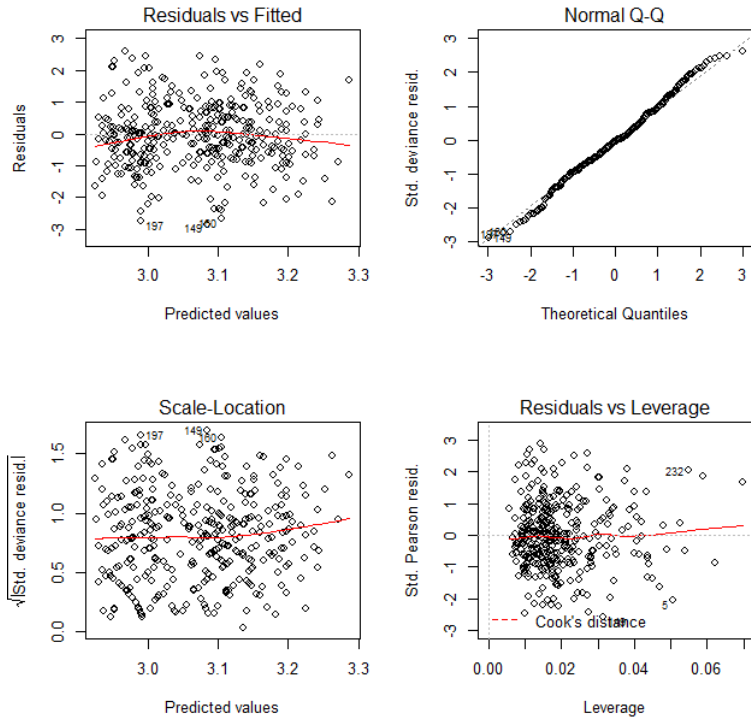 Residuals vs Fitted
Residuals
3
2
1
0
-1
-2
-3
197
149
160
3.0 3.1 3.2 3.3
Predicted values
Normal Q-Q
Std. deviance resid.
3
2
1
0
-1
-2
-3
149
-3 -2 -1 0 1 2 3
Theoretical Quantiles
Scale-Location
√|Std. deviance resid.|
1.5
1.0
0.5
0.0
197
149
160
3.0 3.1 3.2 3.3
Predicted values
Residuals vs Leverage
Std. Pearson resid.
3
2
1
0
-1
-2
-3
232
5
Cook's distance
0.00 0.02 0.04 0.06
Leverage